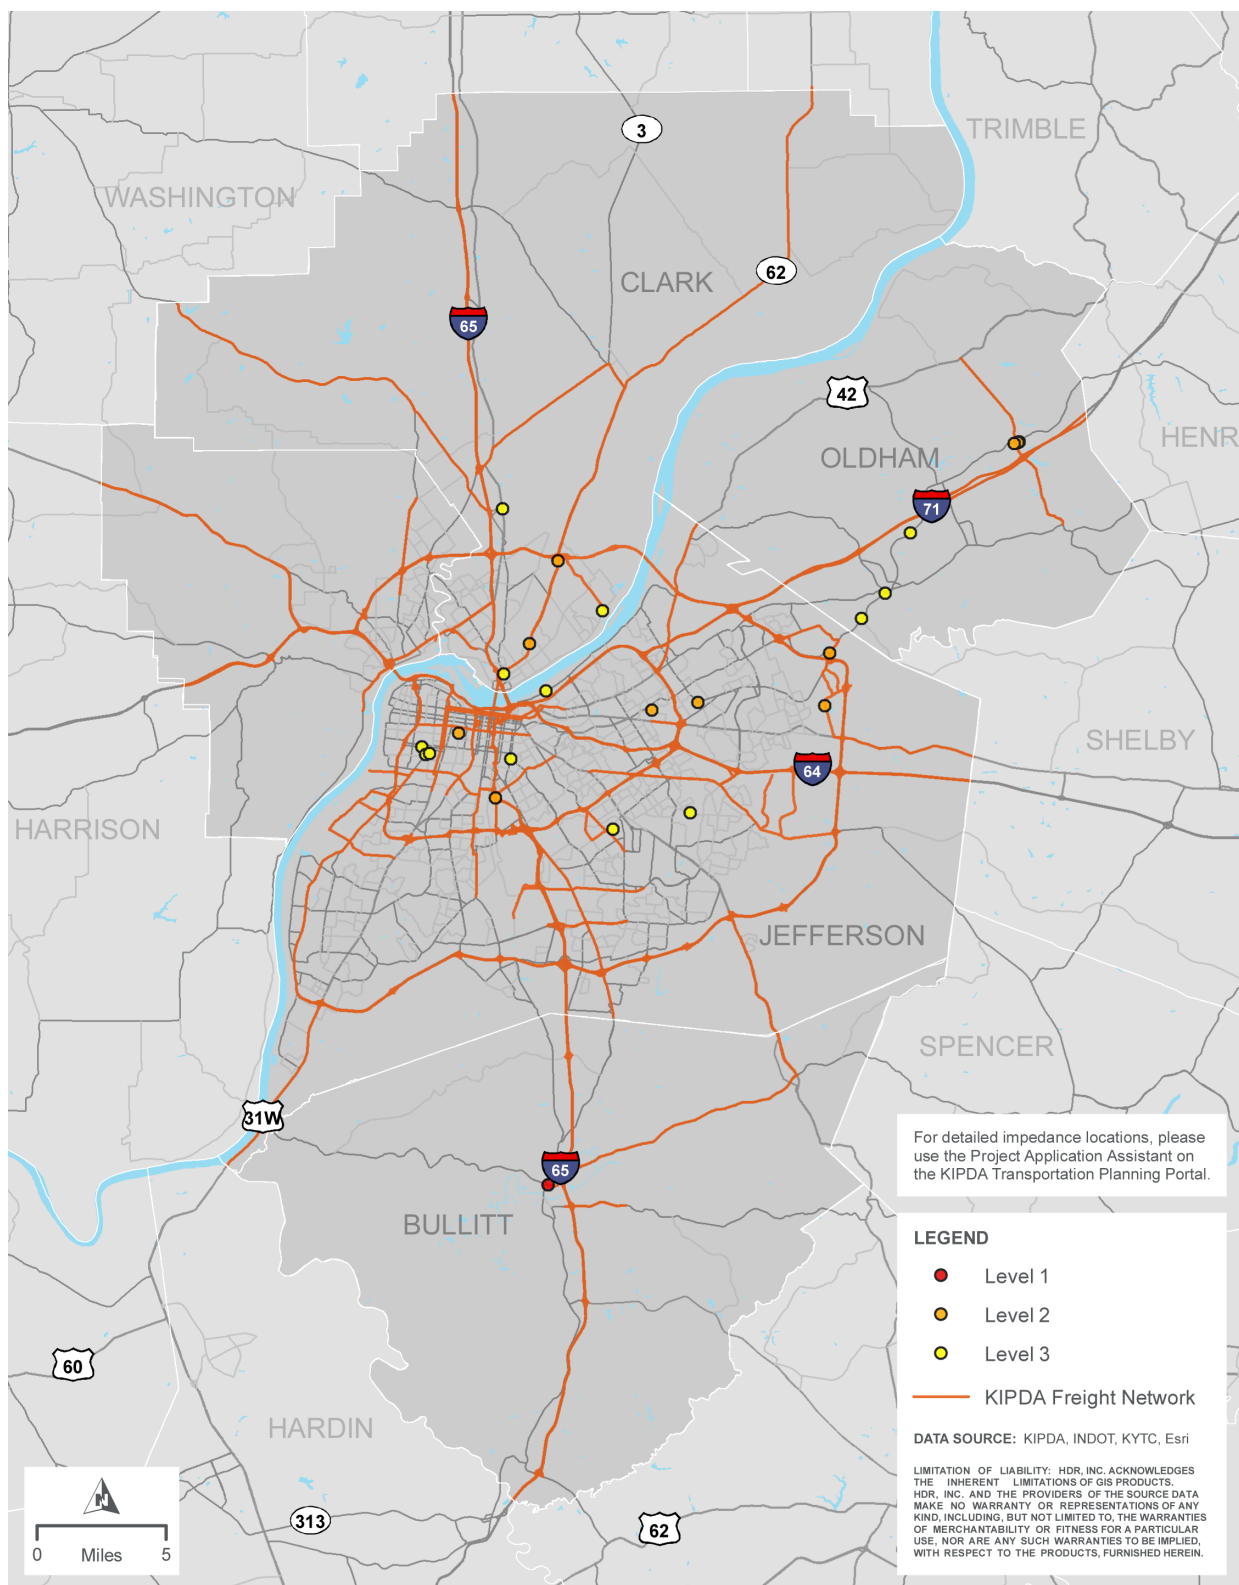 3
TRIMBLE
WASHINGTON
62
CLARK
65
42
HENR
OLDHAM
71
SHELBY
64
HARRISON
JEFFERSON
SPENCER
31W
65
BULLITT
60
HARDIN
313
62
N
0 Miles 5
For detailed impedance locations, please
use the Project Application Assistant on
the KIPDA Transportation Planning Portal.
LEGEND
Level 1
Level 2
Level 3
KIPDA Freight Network
DATA SOURCE: KIPDA, INDOT, KYTC, Esri
LIMITATION OF LIABILITY: HDR, INC. ACKNOWLEDGES
THE INHERENT LIMITATIONS OF GIS PRODUCTS.
HDR, INC. AND THE PROVIDERS OF THE SOURCE DATA
MAKE NO WARRANTY OR REPRESENTATIONS OF ANY
KIND, INCLUDING, BUT NOT LIMITED TO, THE WARRANTIES
OF MERCHANTABILITY OR FITNESS FOR A PARTICULAR
USE, NOR ARE ANY SUCH WARRANTIES TO BE IMPLIED,
WITH RESPECT TO THE PRODUCTS, FURNISHED HEREIN.